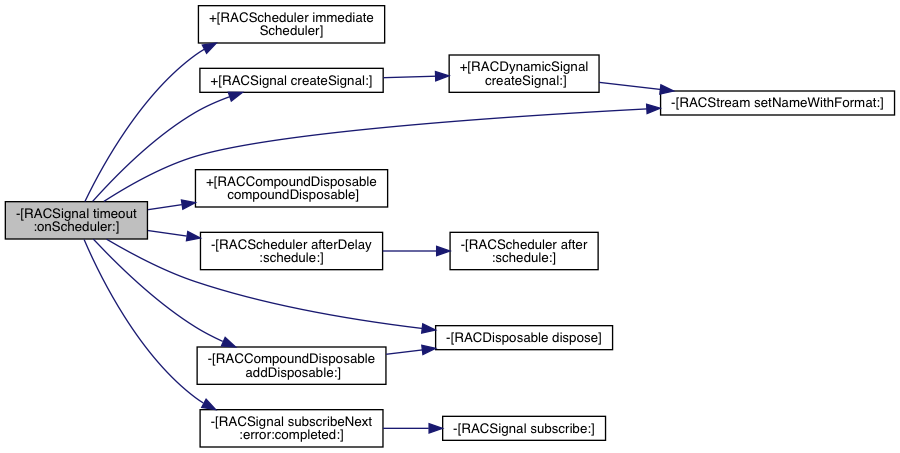 +[RACScheduler immediate
Scheduler]
+[RACSignal createSignal:]
+[RACDynamicSignal
createSignal:]
-[RACStream setNameWithFormat:]
+[RACCompoundDisposable
compoundDisposable]
-[RACSignal timeout
:onScheduler:]
-[RACScheduler afterDelay
:schedule:]
-[RACScheduler after
:schedule:]
-[RACDisposable dispose]
-[RACCompoundDisposable
addDisposable:]
-[RACSignal subscribeNext
:error:completed:]
-[RACSignal subscribe:]